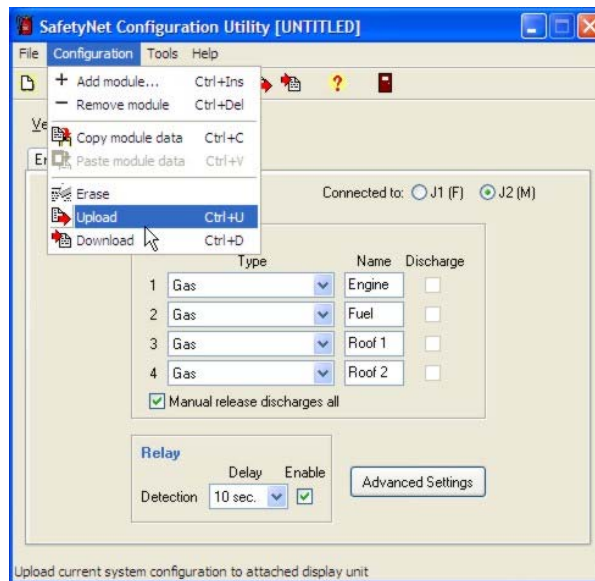 SafetyNet Configuration Utility [UNTITLED]
File Configuration Tools Help
+ Add module... Ctrl+Ins
− Remove module Ctrl+Del
Copy module data Ctrl+C
Paste module data Ctrl+V
Erase
Upload Ctrl+U
Download Ctrl+D
Connected to: J1 (F) J2 (M)
Type Name Discharge
1 Gas Engine
2 Gas Fuel
3 Gas Roof 1
4 Gas Roof 2
Manual release discharges all
Relay
Delay Enable
Detection 10 sec.
Advanced Settings
Upload current system configuration to attached display unit